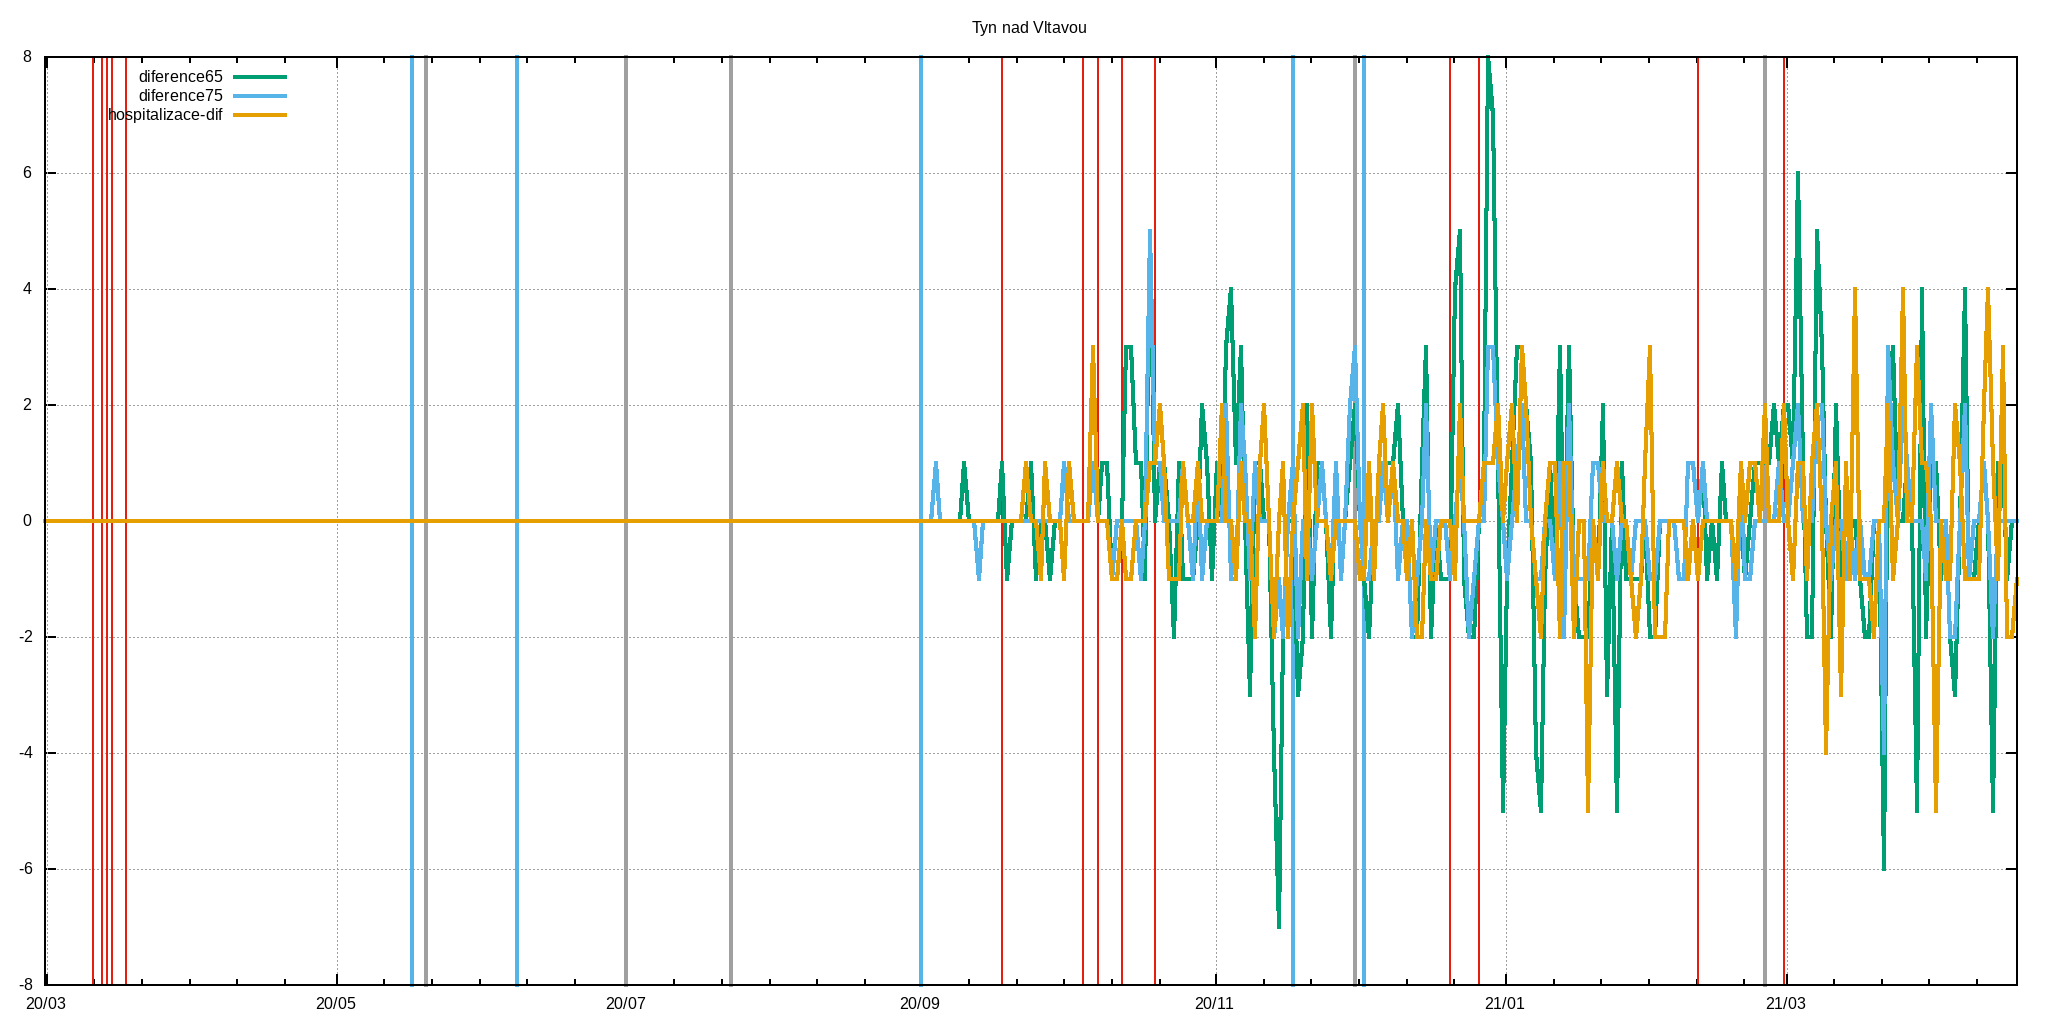 Tyn nad Vltavou
diference65
diference75
hospitalizace-dif
8
6
4
2
0
-2
-4
-6
-8
20/03 20/05 20/07 20/09 20/11 21/01 21/03